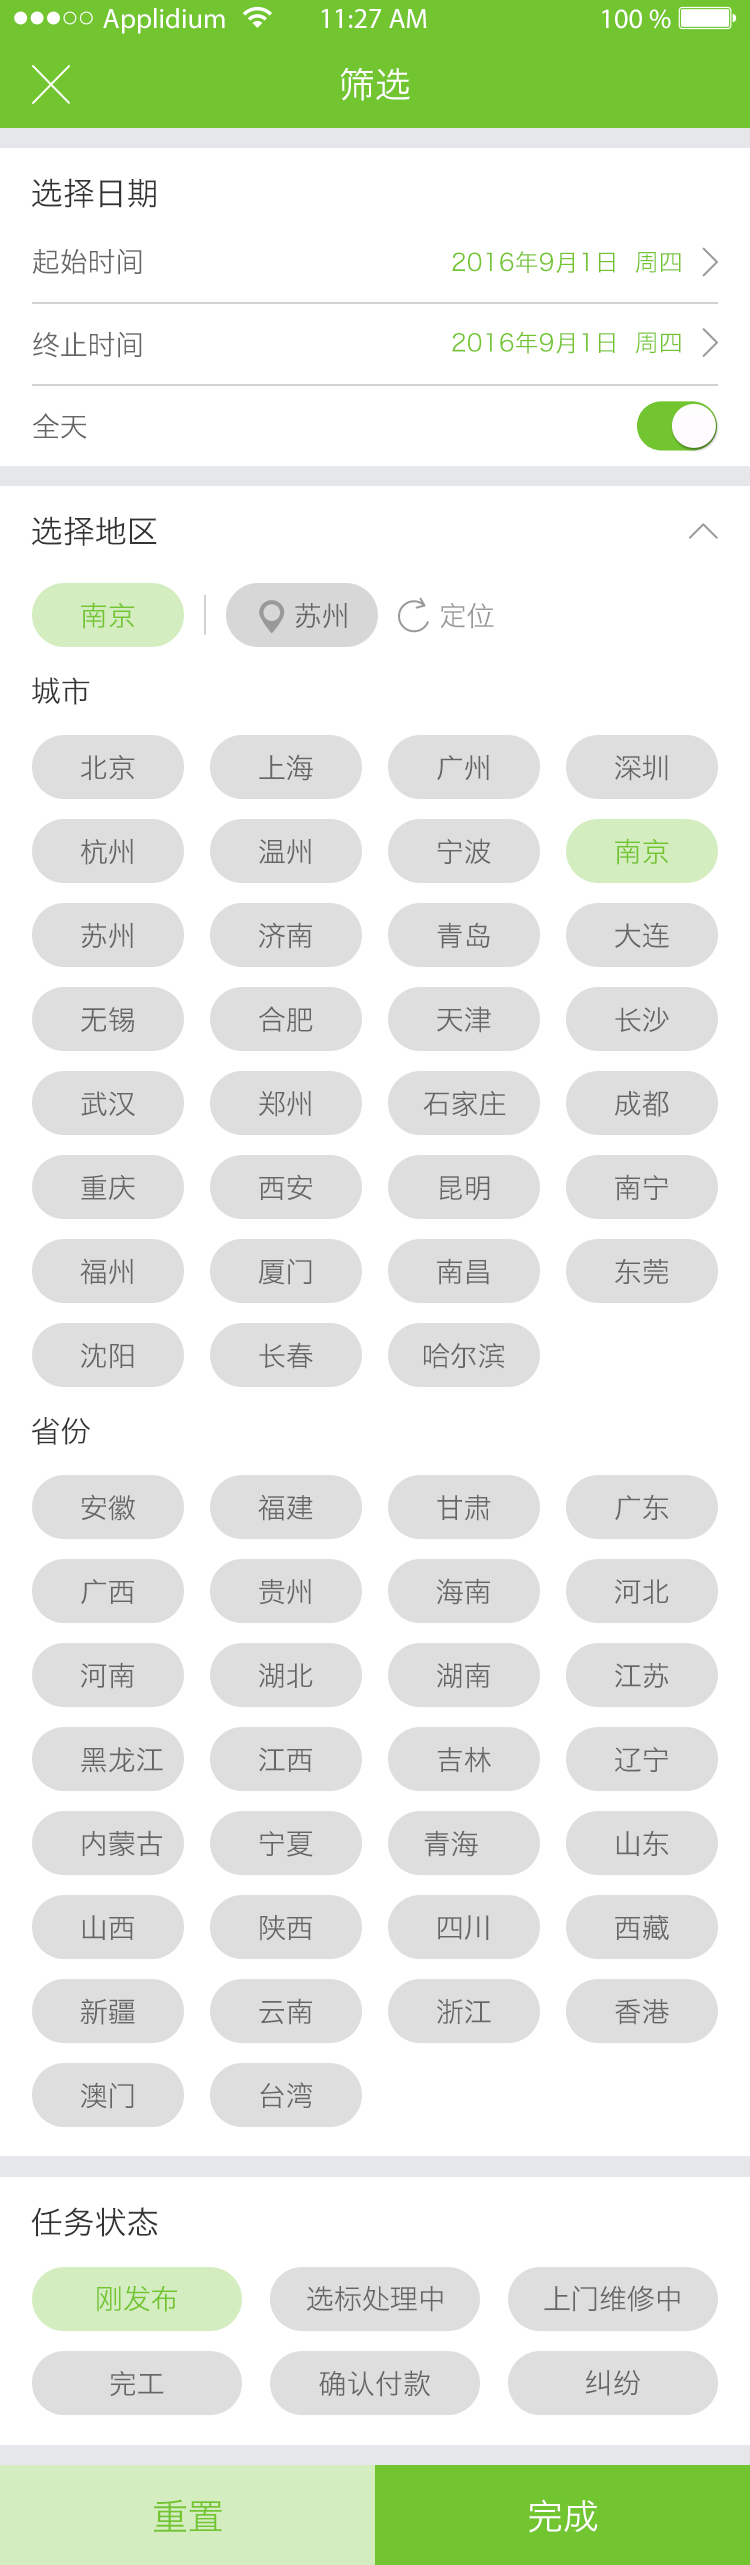 Applidium 11:27 AM 100 %
筛选
选择日期
起始时间 2016年9月1日 周四
终止时间 2016年9月1日 周四
全天
选择地区
南京 苏州 定位
城市
北京 上海 广州 深圳
杭州 温州 宁波 南京
苏州 济南 青岛 大连
无锡 合肥 天津 长沙
武汉 郑州 石家庄 成都
重庆 西安 昆明 南宁
福州 厦门 南昌 东莞
沈阳 长春 哈尔滨
省份
安徽 福建 甘肃 广东
广西 贵州 海南 河北
河南 湖北 湖南 江苏
黑龙江 江西 吉林 辽宁
内蒙古 宁夏 青海 山东
山西 陕西 四川 西藏
新疆 云南 浙江 香港
澳门 台湾
任务状态
刚发布 选标处理中 上门维修中
完工 确认付款 纠纷
重置 完成